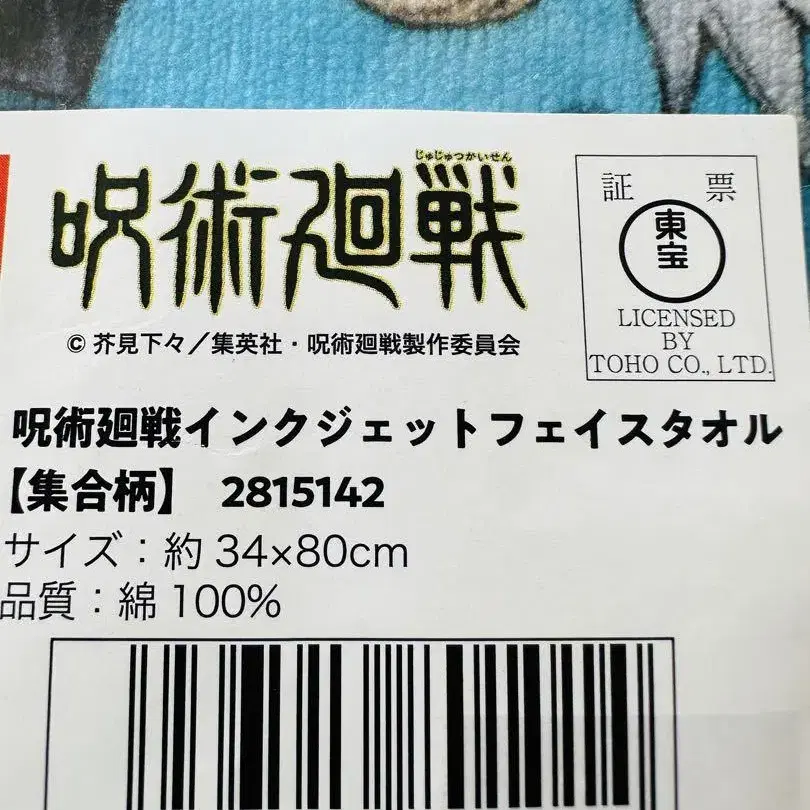 じゅじゅつかいせん
呪術廻戦
© 芥見下々／集英社・呪術廻戦製作委員会
証 票
東宝
LICENSED
BY
TOHO CO., LTD.
呪術廻戦インクジェットフェイスタオル
【集合柄】 2815142
サイズ：約 34×80cm
品質：綿 100%